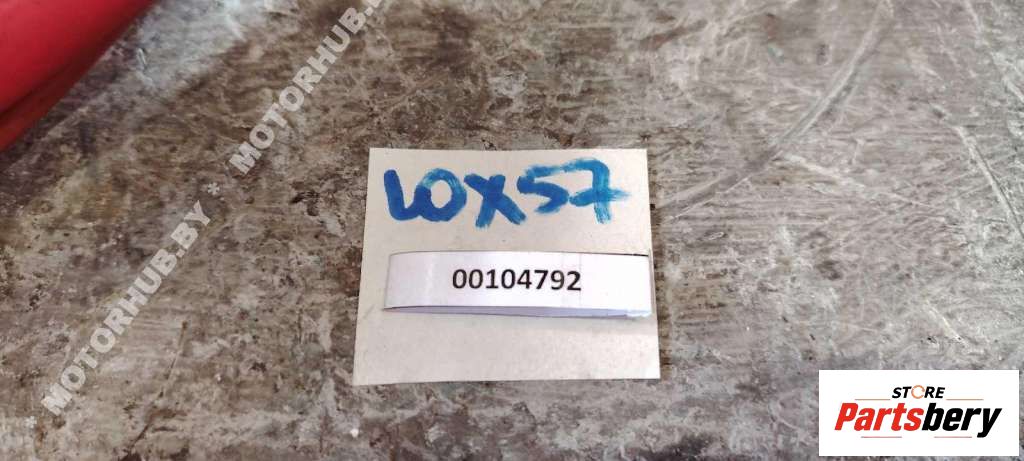 MOTORHUB.BY * MOTORHUB.BY *
LOX57
00104792
STORE
Partsbery